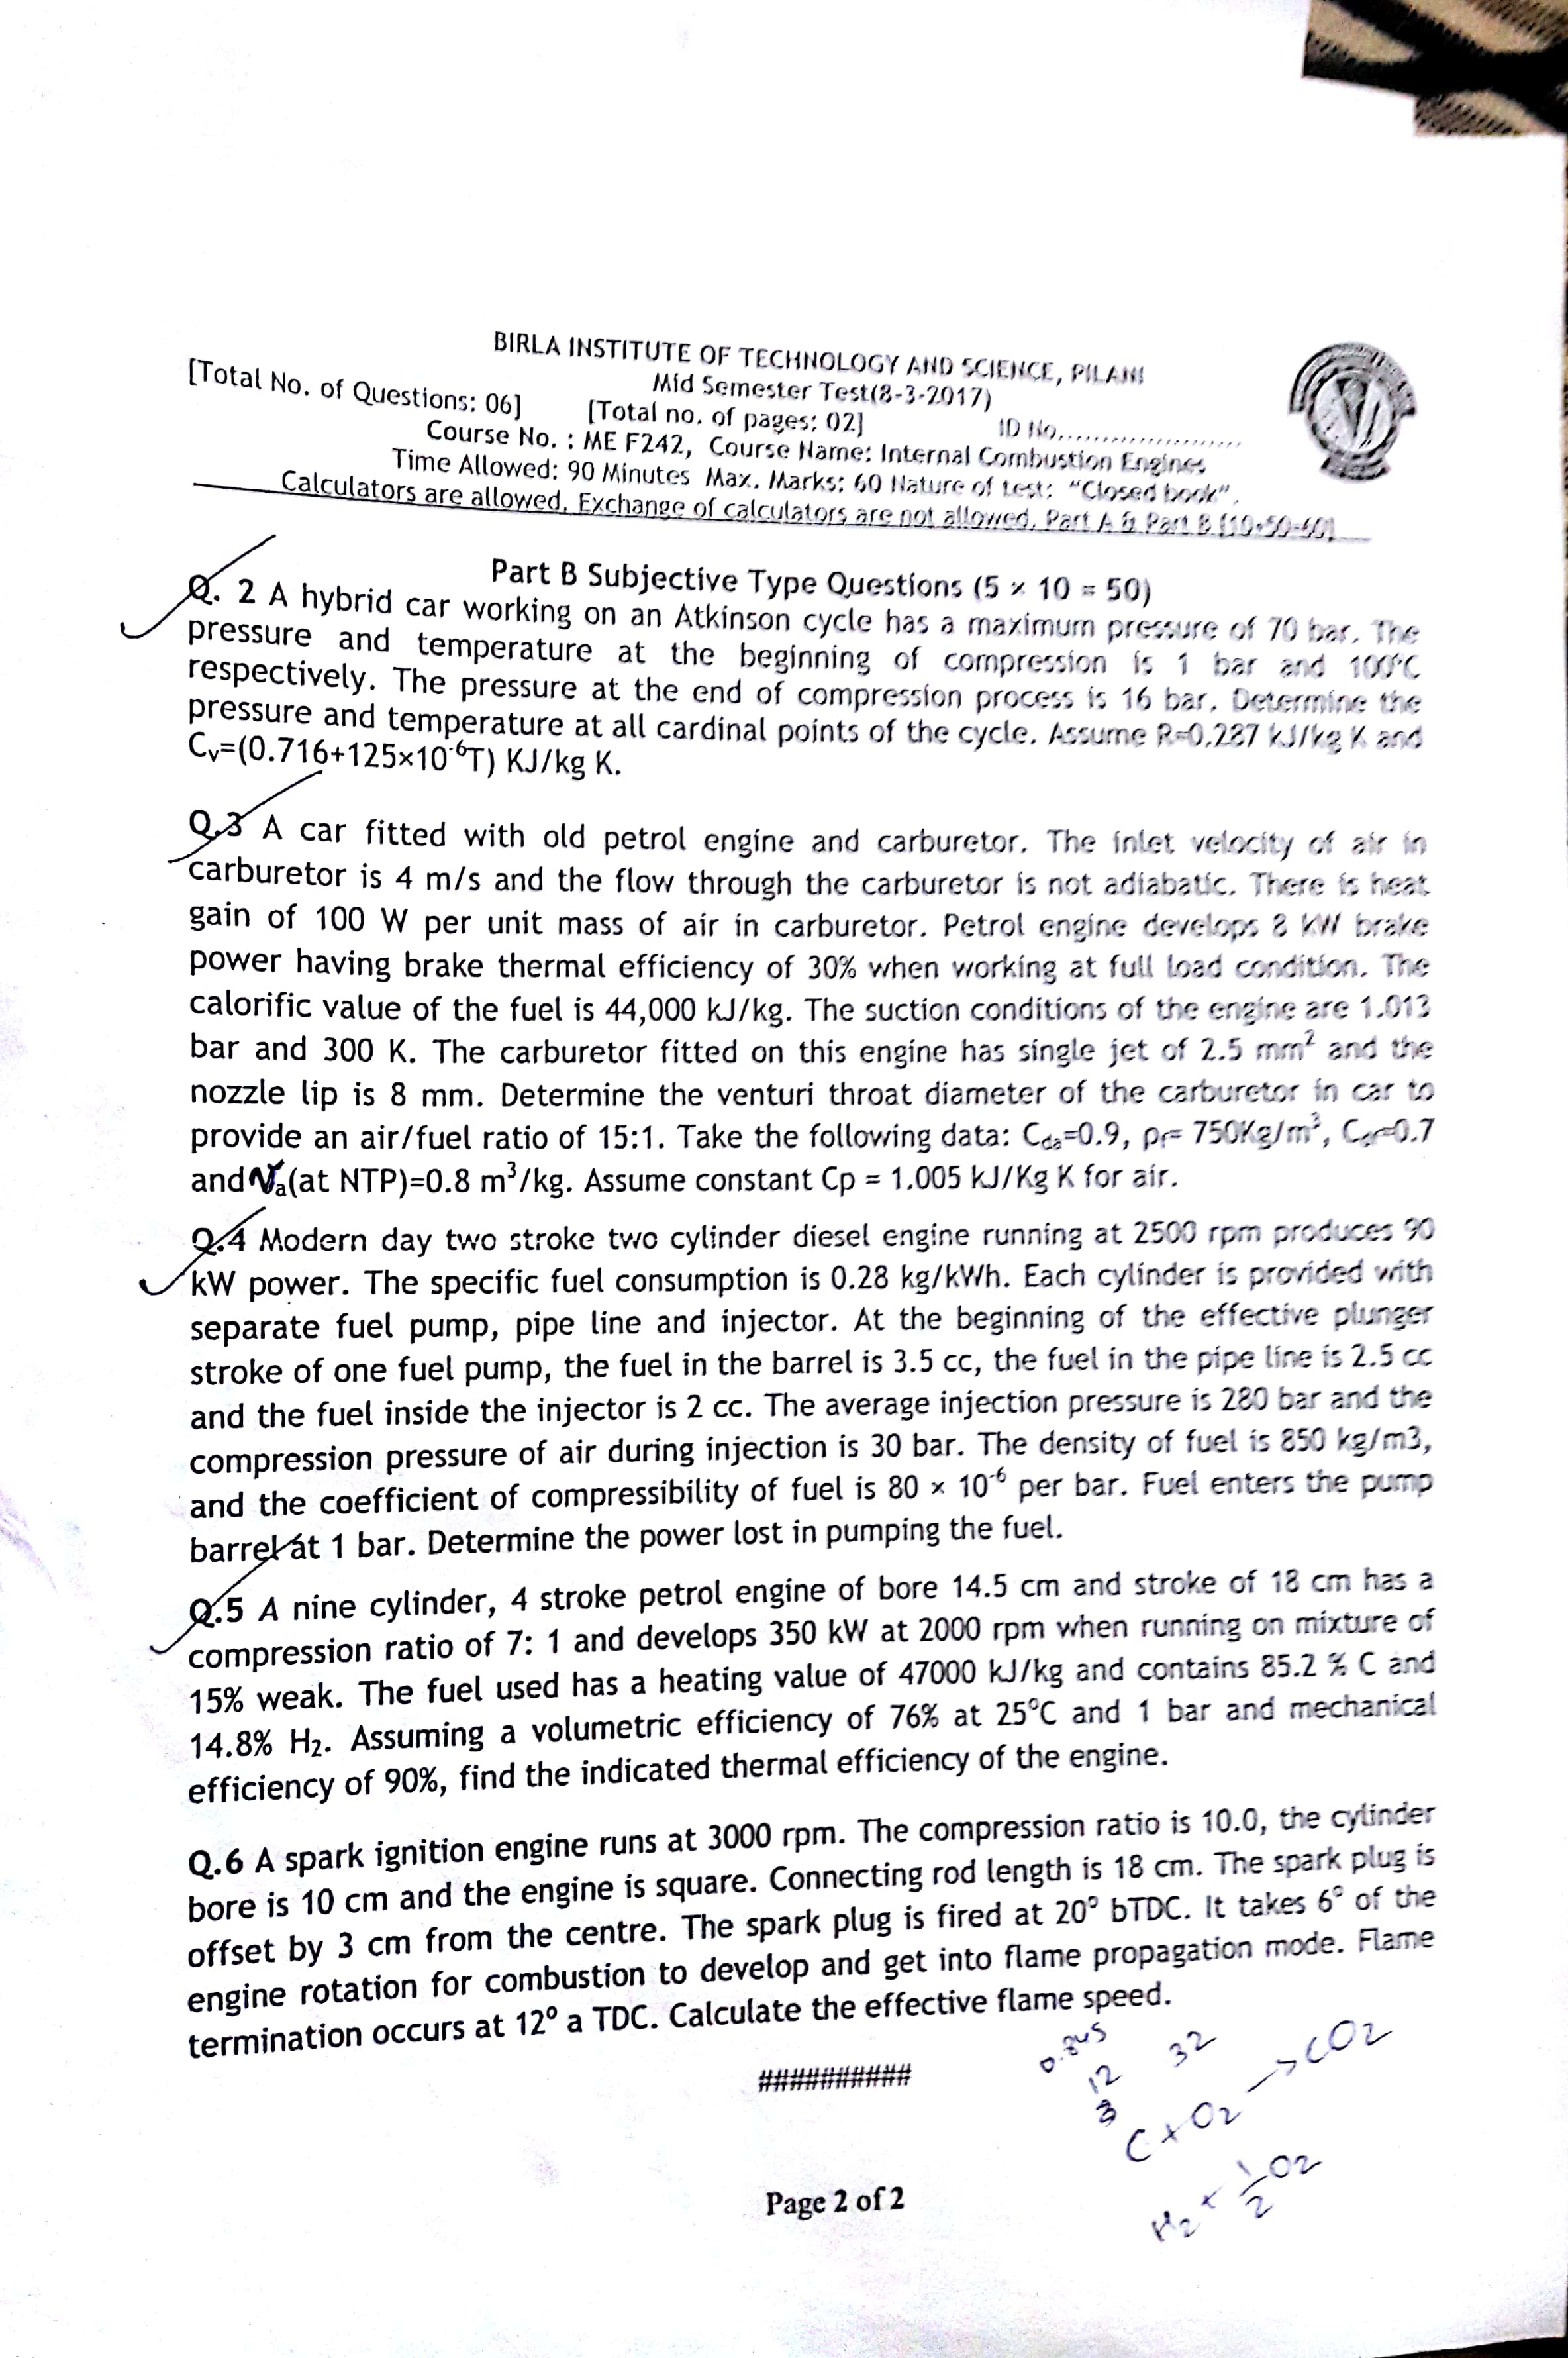 BIRLA INSTITUTE OF TECHNOLOGY AND SCIENCE, PILANI
Mid Semester Test(8-3-2017)
[Total No. of Questions: 06] [Total no. of pages: 02] ID No.......................
Course No. : ME F242, Course Name: Internal Combustion Engines
Time Allowed: 90 Minutes Max. Marks: 60 Nature of test: "Closed book".
Calculators are allowed, Exchange of calculators are not allowed, Part A & Part B [10+50=60]
Part B Subjective Type Questions (5 × 10 = 50)
Q. 2 A hybrid car working on an Atkinson cycle has a maximum pressure of 70 bar. The
pressure and temperature at the beginning of compression is 1 bar and 100°C
respectively. The pressure at the end of compression process is 16 bar. Determine the
pressure and temperature at all cardinal points of the cycle. Assume R=0.287 kJ/kg K and
Cᵥ=(0.716+125×10⁻⁶T) KJ/kg K.
Q.3 A car fitted with old petrol engine and carburetor. The inlet velocity of air in
carburetor is 4 m/s and the flow through the carburetor is not adiabatic. There is heat
gain of 100 W per unit mass of air in carburetor. Petrol engine develops 8 kW brake
power having brake thermal efficiency of 30% when working at full load condition. The
calorific value of the fuel is 44,000 kJ/kg. The suction conditions of the engine are 1.013
bar and 300 K. The carburetor fitted on this engine has single jet of 2.5 mm² and the
nozzle lip is 8 mm. Determine the venturi throat diameter of the carburetor in car to
provide an air/fuel ratio of 15:1. Take the following data: Cda=0.9, ρf= 750Kg/m³, Cdf=0.7
and Va(at NTP)=0.8 m³/kg. Assume constant Cp = 1.005 kJ/Kg K for air.
Q.4 Modern day two stroke two cylinder diesel engine running at 2500 rpm produces 90
kW power. The specific fuel consumption is 0.28 kg/kWh. Each cylinder is provided with
separate fuel pump, pipe line and injector. At the beginning of the effective plunger
stroke of one fuel pump, the fuel in the barrel is 3.5 cc, the fuel in the pipe line is 2.5 cc
and the fuel inside the injector is 2 cc. The average injection pressure is 280 bar and the
compression pressure of air during injection is 30 bar. The density of fuel is 850 kg/m3,
and the coefficient of compressibility of fuel is 80 × 10⁻⁶ per bar. Fuel enters the pump
barrel at 1 bar. Determine the power lost in pumping the fuel.
Q.5 A nine cylinder, 4 stroke petrol engine of bore 14.5 cm and stroke of 18 cm has a
compression ratio of 7: 1 and develops 350 kW at 2000 rpm when running on mixture of
15% weak. The fuel used has a heating value of 47000 kJ/kg and contains 85.2 % C and
14.8% H₂. Assuming a volumetric efficiency of 76% at 25°C and 1 bar and mechanical
efficiency of 90%, find the indicated thermal efficiency of the engine.
Q.6 A spark ignition engine runs at 3000 rpm. The compression ratio is 10.0, the cylinder
bore is 10 cm and the engine is square. Connecting rod length is 18 cm. The spark plug is
offset by 3 cm from the centre. The spark plug is fired at 20° bTDC. It takes 6° of the
engine rotation for combustion to develop and get into flame propagation mode. Flame
termination occurs at 12° a TDC. Calculate the effective flame speed.
##########
12 32
3
C + O2 → CO2
H2 + 1/2 O2
Page 2 of 2